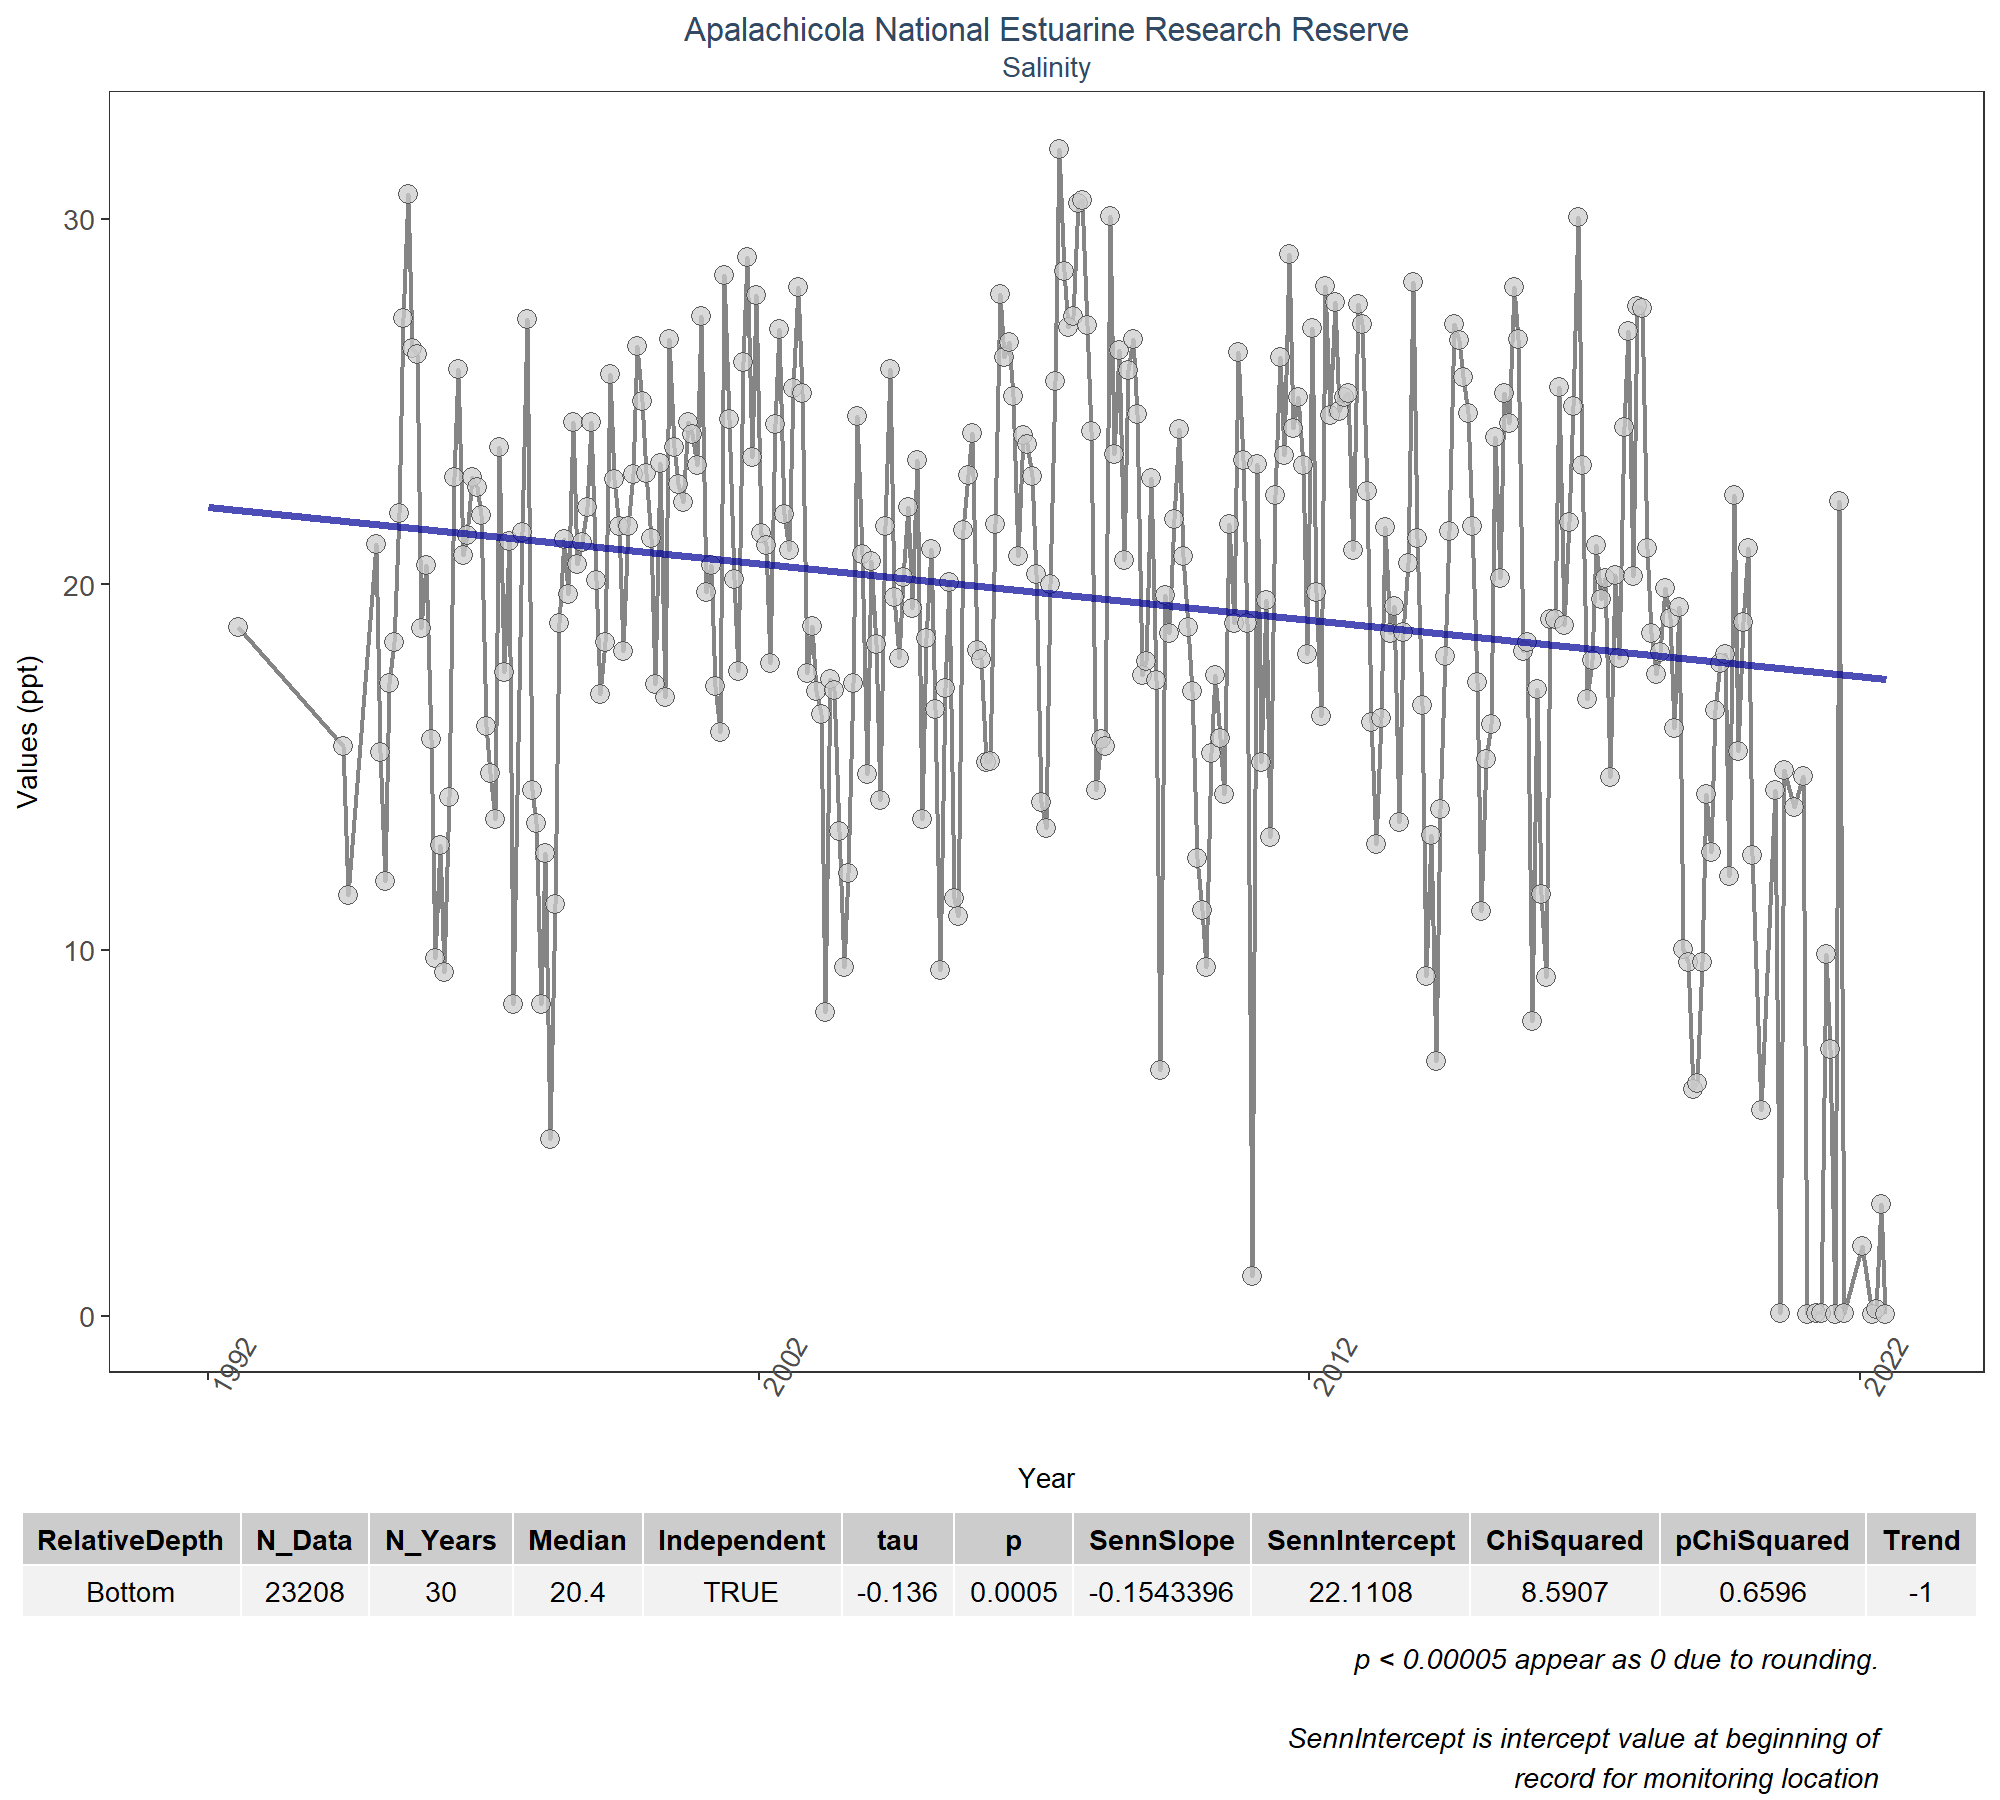 Apalachicola National Estuarine Research Reserve
Salinity
Values (ppt)
30
20
10
0
1992
2002
2012
2022
Year
RelativeDepth N_Data N_Years Median Independent tau p SennSlope SennIntercept ChiSquared pChiSquared Trend
Bottom 23208 30 20.4 TRUE -0.136 0.0005 -0.1543396 22.1108 8.5907 0.6596 -1
p < 0.00005 appear as 0 due to rounding.
SennIntercept is intercept value at beginning of
record for monitoring location